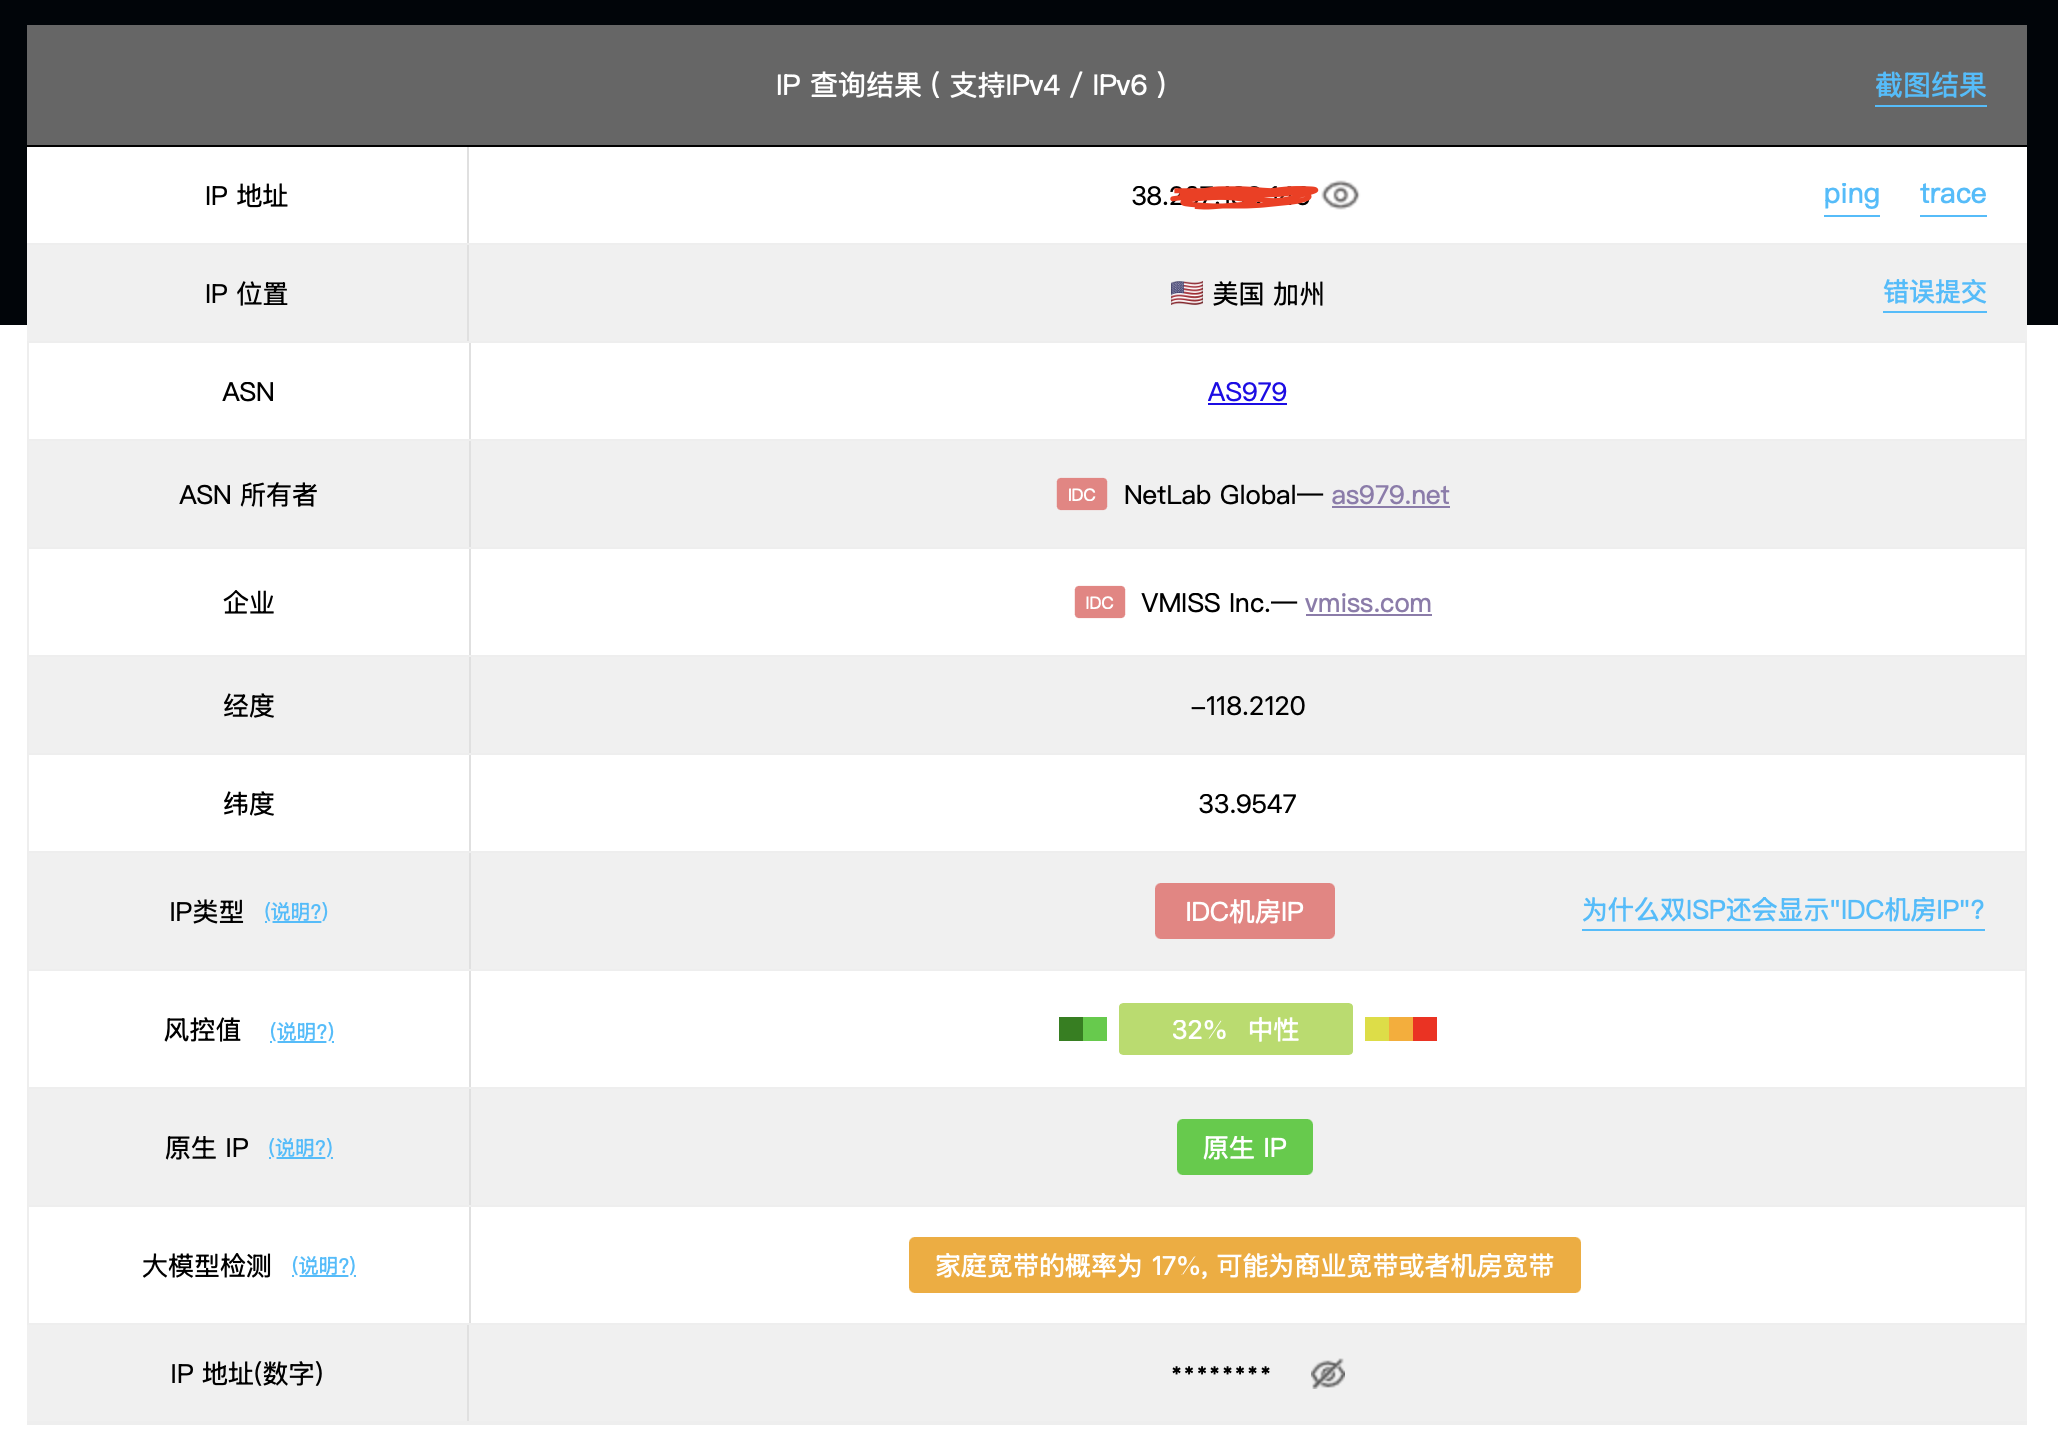 IP 查询结果 ( 支持IPv4 / IPv6 )
截图结果
IP 地址 38. ping trace
IP 位置 美国 加州 错误提交
ASN AS979
ASN 所有者 IDC NetLab Global— as979.net
企业 IDC VMISS Inc.— vmiss.com
经度 -118.2120
纬度 33.9547
IP类型 (说明?) IDC机房IP 为什么双ISP还会显示"IDC机房IP"?
风控值 (说明?) 32% 中性
原生 IP (说明?) 原生 IP
大模型检测 (说明?) 家庭宽带的概率为 17%, 可能为商业宽带或者机房宽带
IP 地址(数字) ********